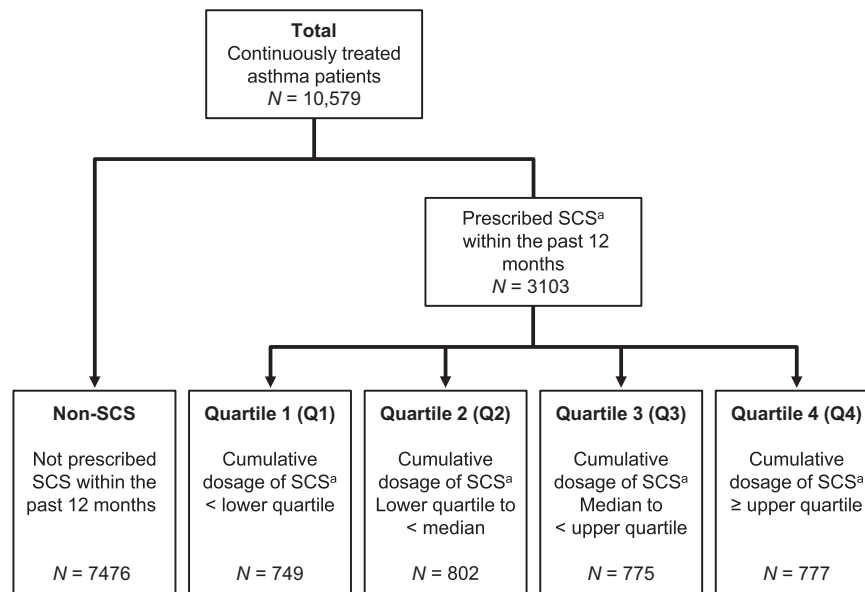 Total
Continuously treated
asthma patients
N = 10,579
Prescribed SCSᵃ
within the past 12
months
N = 3103
Non-SCS
Not prescribed
SCS within the
past 12 months
N = 7476
Quartile 1 (Q1)
Cumulative
dosage of SCSᵃ
< lower quartile
N = 749
Quartile 2 (Q2)
Cumulative
dosage of SCSᵃ
Lower quartile to
< median
N = 802
Quartile 3 (Q3)
Cumulative
dosage of SCSᵃ
Median to
< upper quartile
N = 775
Quartile 4 (Q4)
Cumulative
dosage of SCSᵃ
≥ upper quartile
N = 777